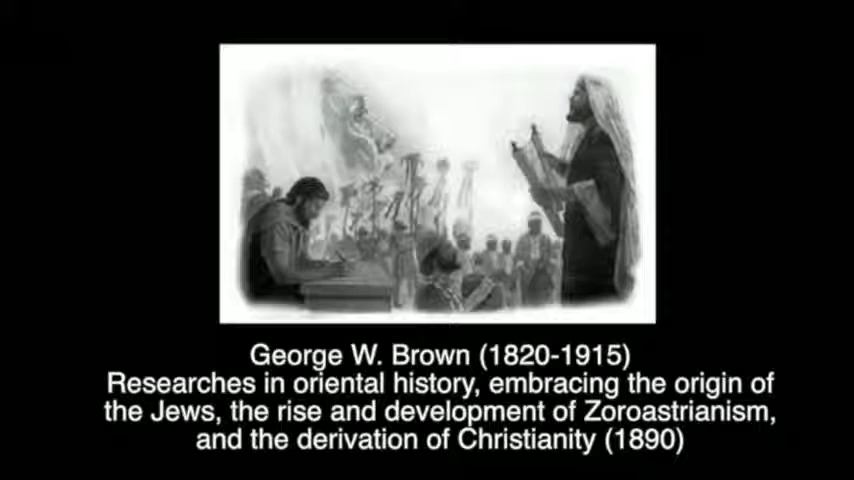 George W. Brown (1820-1915)
Researches in oriental history, embracing the origin of
the Jews, the rise and development of Zoroastrianism,
and the derivation of Christianity (1890)